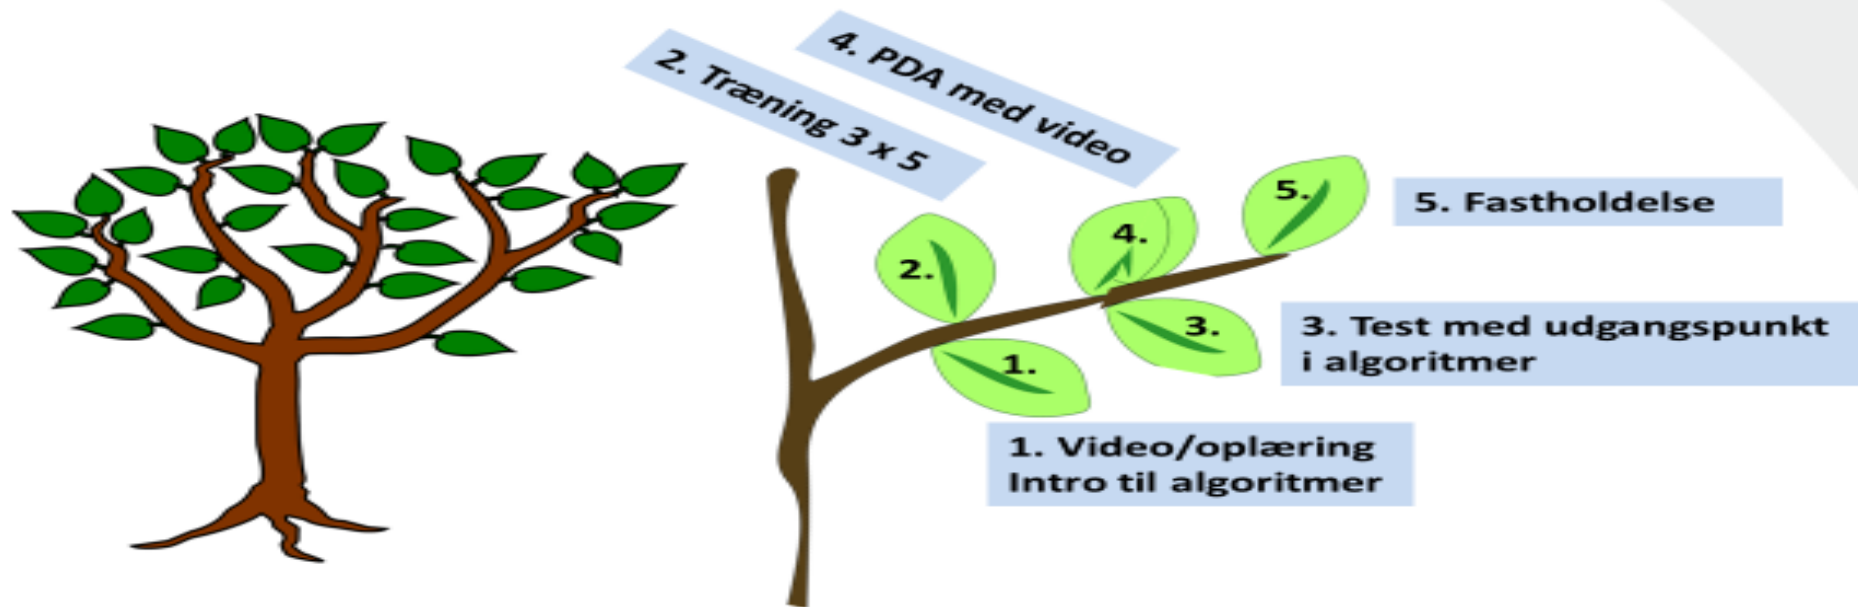 2. Træning 3 x 5
4. PDA med video
5. Fastholdelse
3. Test med udgangspunkt
i algoritmer
1. Video/oplæring
Intro til algoritmer
2.
4.
5.
3.
1.